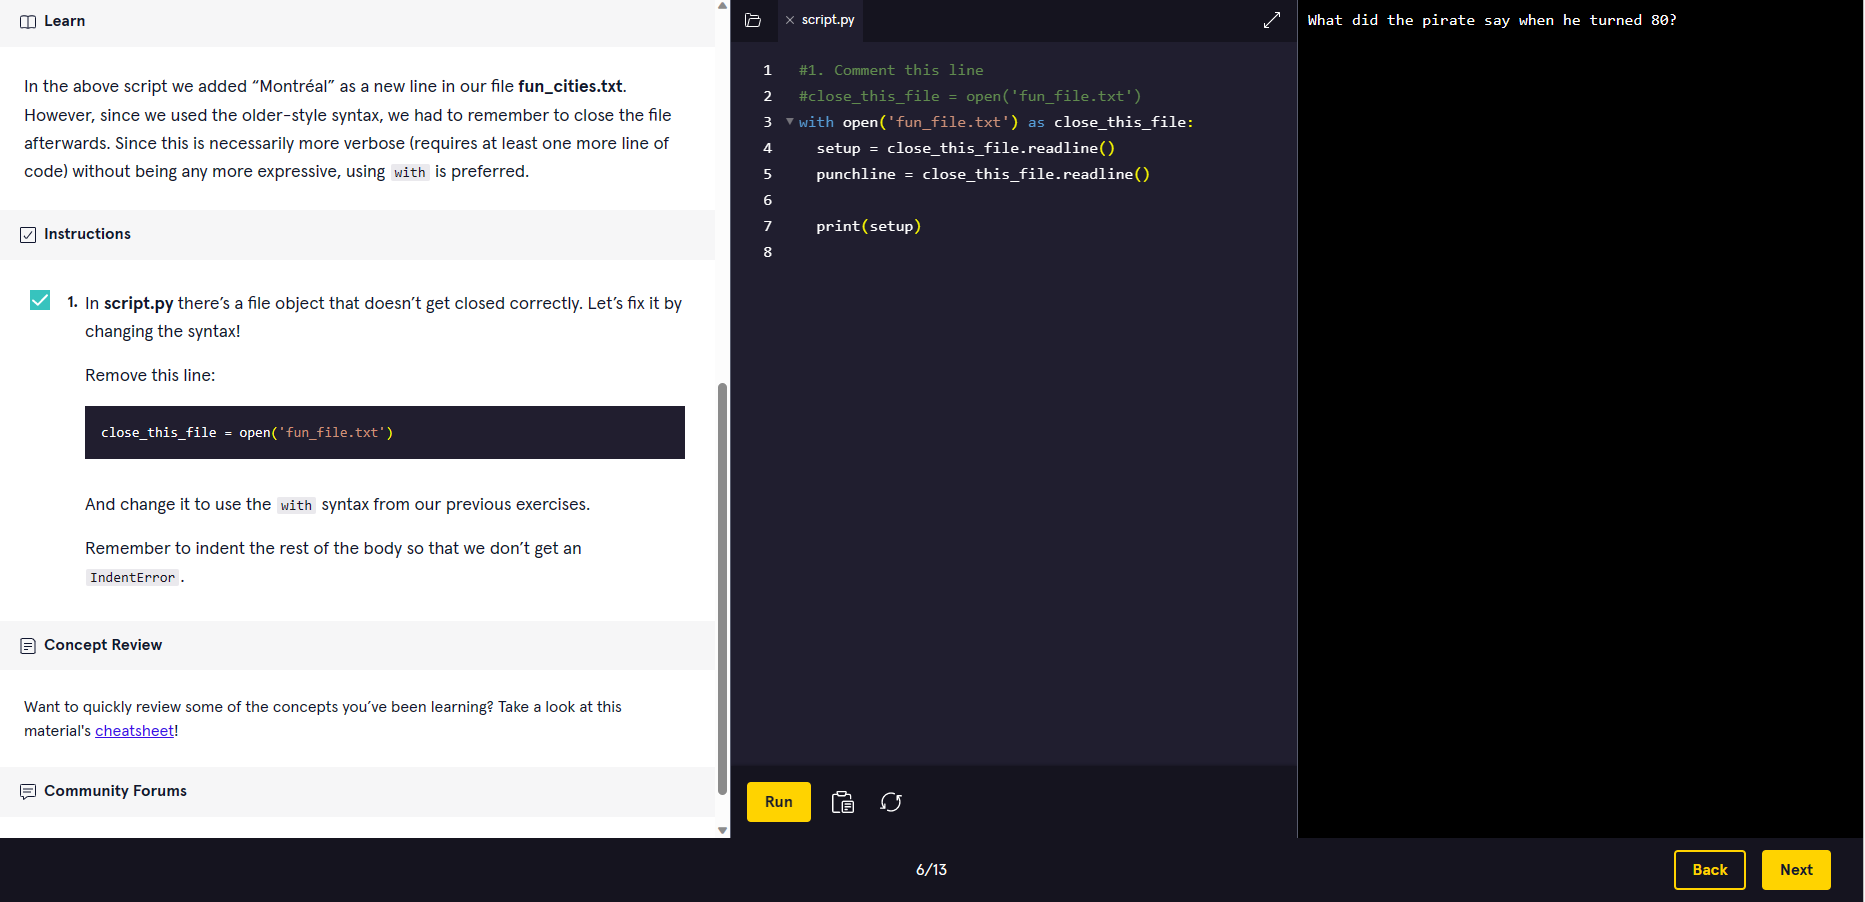 Learn
In the above script we added “Montréal” as a new line in our file fun_cities.txt.
However, since we used the older-style syntax, we had to remember to close the file
afterwards. Since this is necessarily more verbose (requires at least one more line of
code) without being any more expressive, using with is preferred.
Instructions
1. In script.py there’s a file object that doesn’t get closed correctly. Let’s fix it by
changing the syntax!
Remove this line:
close_this_file = open('fun_file.txt')
And change it to use the with syntax from our previous exercises.
Remember to indent the rest of the body so that we don’t get an
IndentError.
Concept Review
Want to quickly review some of the concepts you’ve been learning? Take a look at this
material's cheatsheet!
Community Forums
script.py
1 #1. Comment this line
2 #close_this_file = open('fun_file.txt')
3 with open('fun_file.txt') as close_this_file:
4 setup = close_this_file.readline()
5 punchline = close_this_file.readline()
6
7 print(setup)
8
Run
What did the pirate say when he turned 80?
6/13
Back
Next